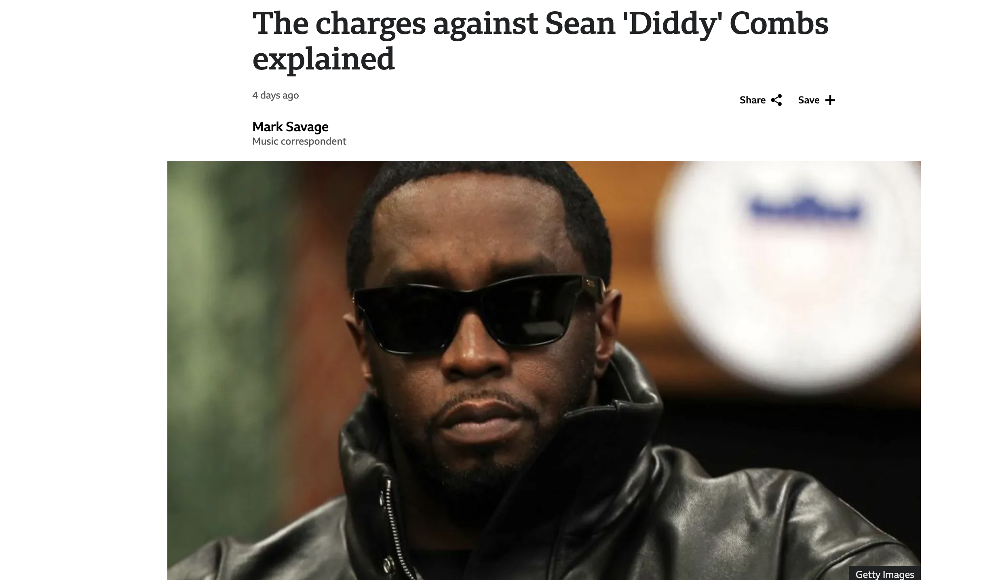 The charges against Sean 'Diddy' Combs
explained
4 days ago
Share
Save
Mark Savage
Music correspondent
Getty Images